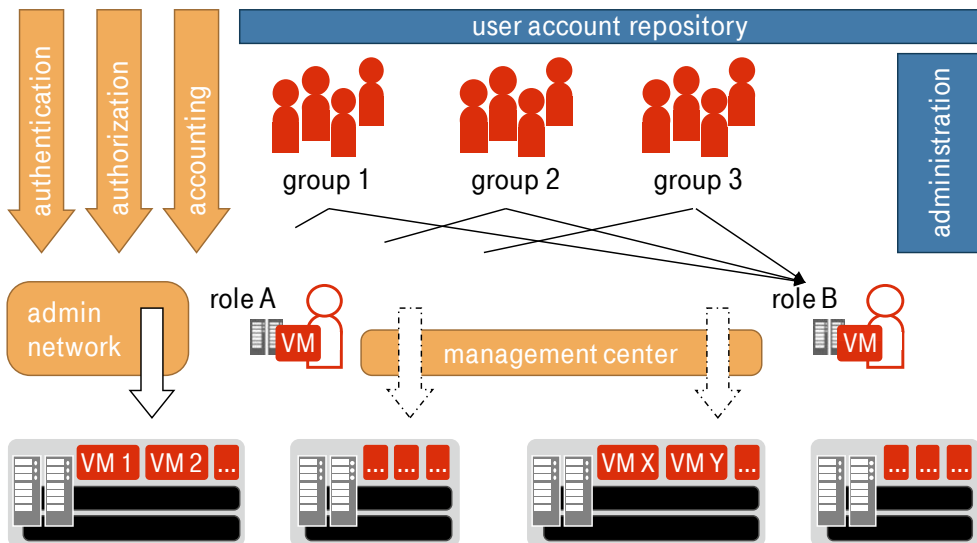 user account repository
authentication
authorization
accounting
administration
group 1
group 2
group 3
role A
role B
admin
network
VM
management center
VM
VM 1
VM 2
...
...
...
...
VM X
VM Y
...
...
...
...